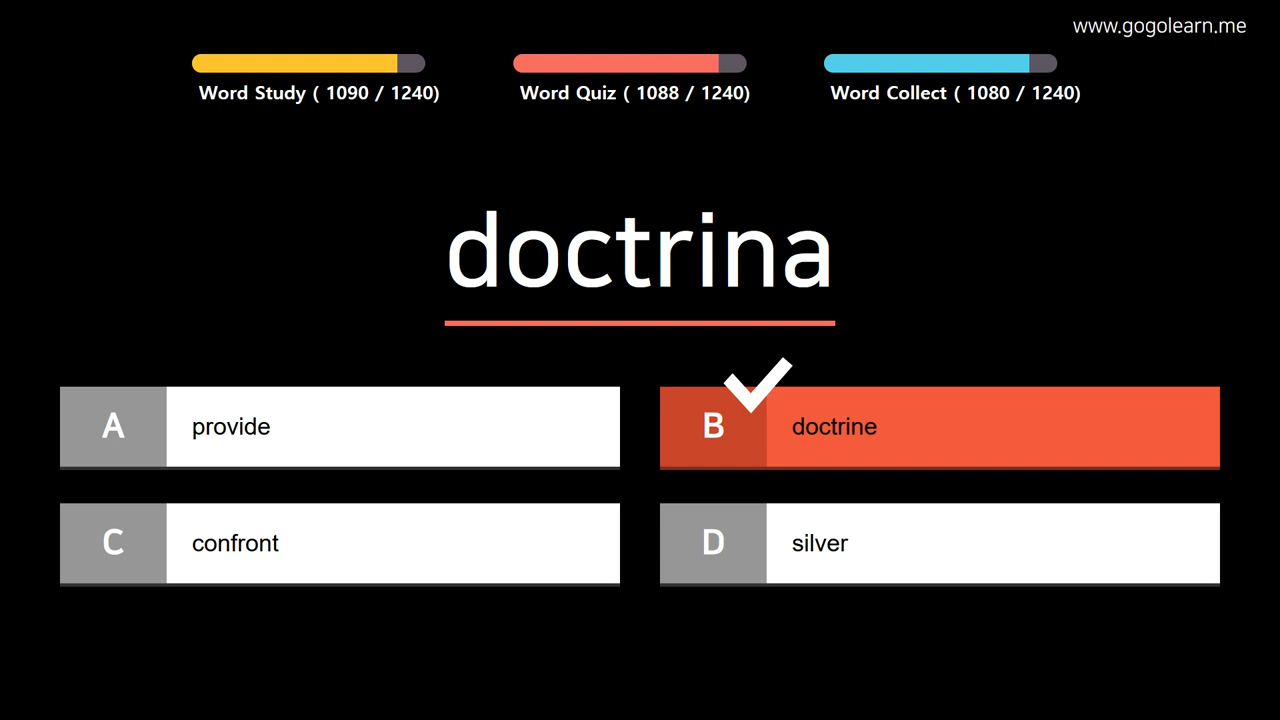 www.gogolearn.me
Word Study ( 1090 / 1240)
Word Quiz ( 1088 / 1240)
Word Collect ( 1080 / 1240)
doctrina
A provide
B doctrine
C confront
D silver